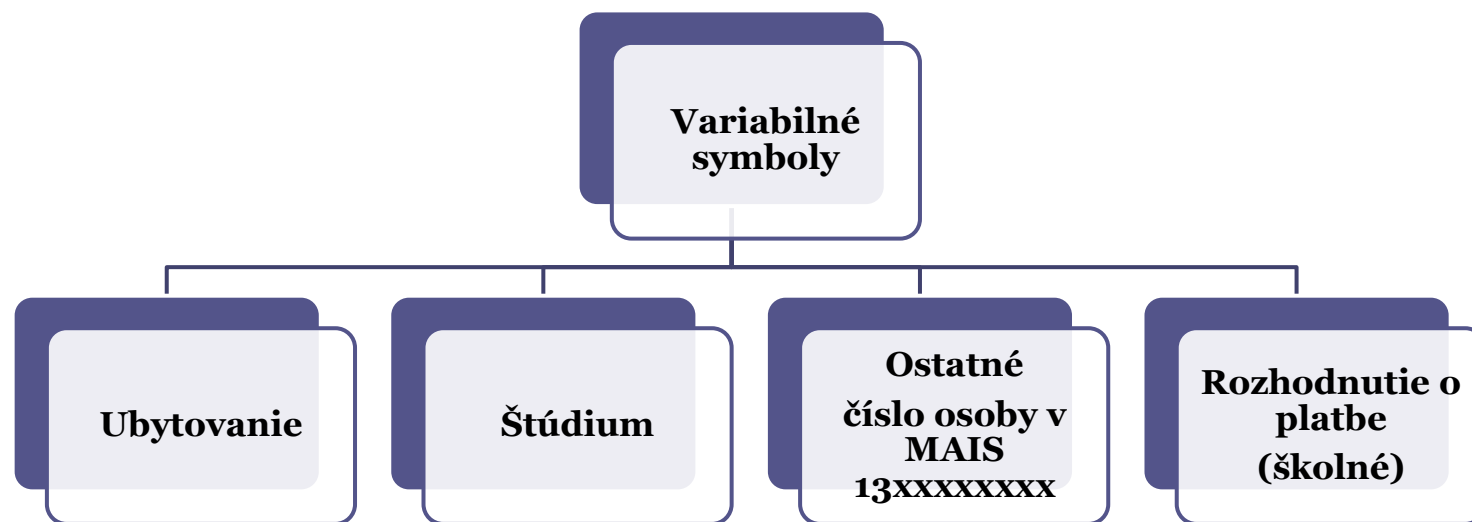 Variabilné
symboly
Ubytovanie
Štúdium
Ostatné
číslo osoby v
MAIS
13xxxxxxxx
Rozhodnutie o
platbe
(školné)